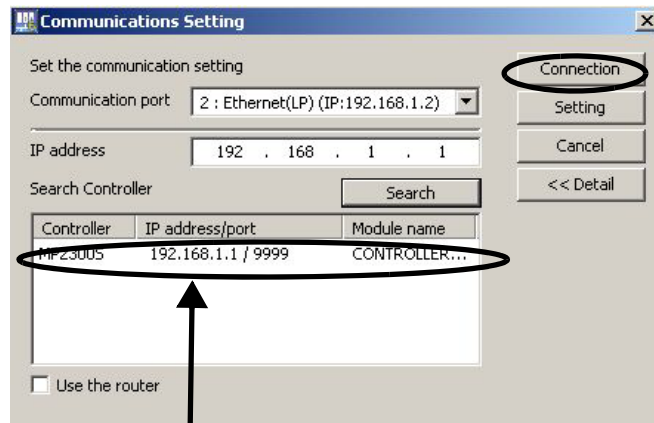 Communications Setting
Set the communication setting
Communication port 2 : Ethernet(LP) (IP:192.168.1.2)
IP address 192 . 168 . 1 . 1
Search Controller Search
Controller IP address/port Module name
MP2300S 192.168.1.1 / 9999 CONTROLLER...
Use the router
Connection
Setting
Cancel
<< Detail